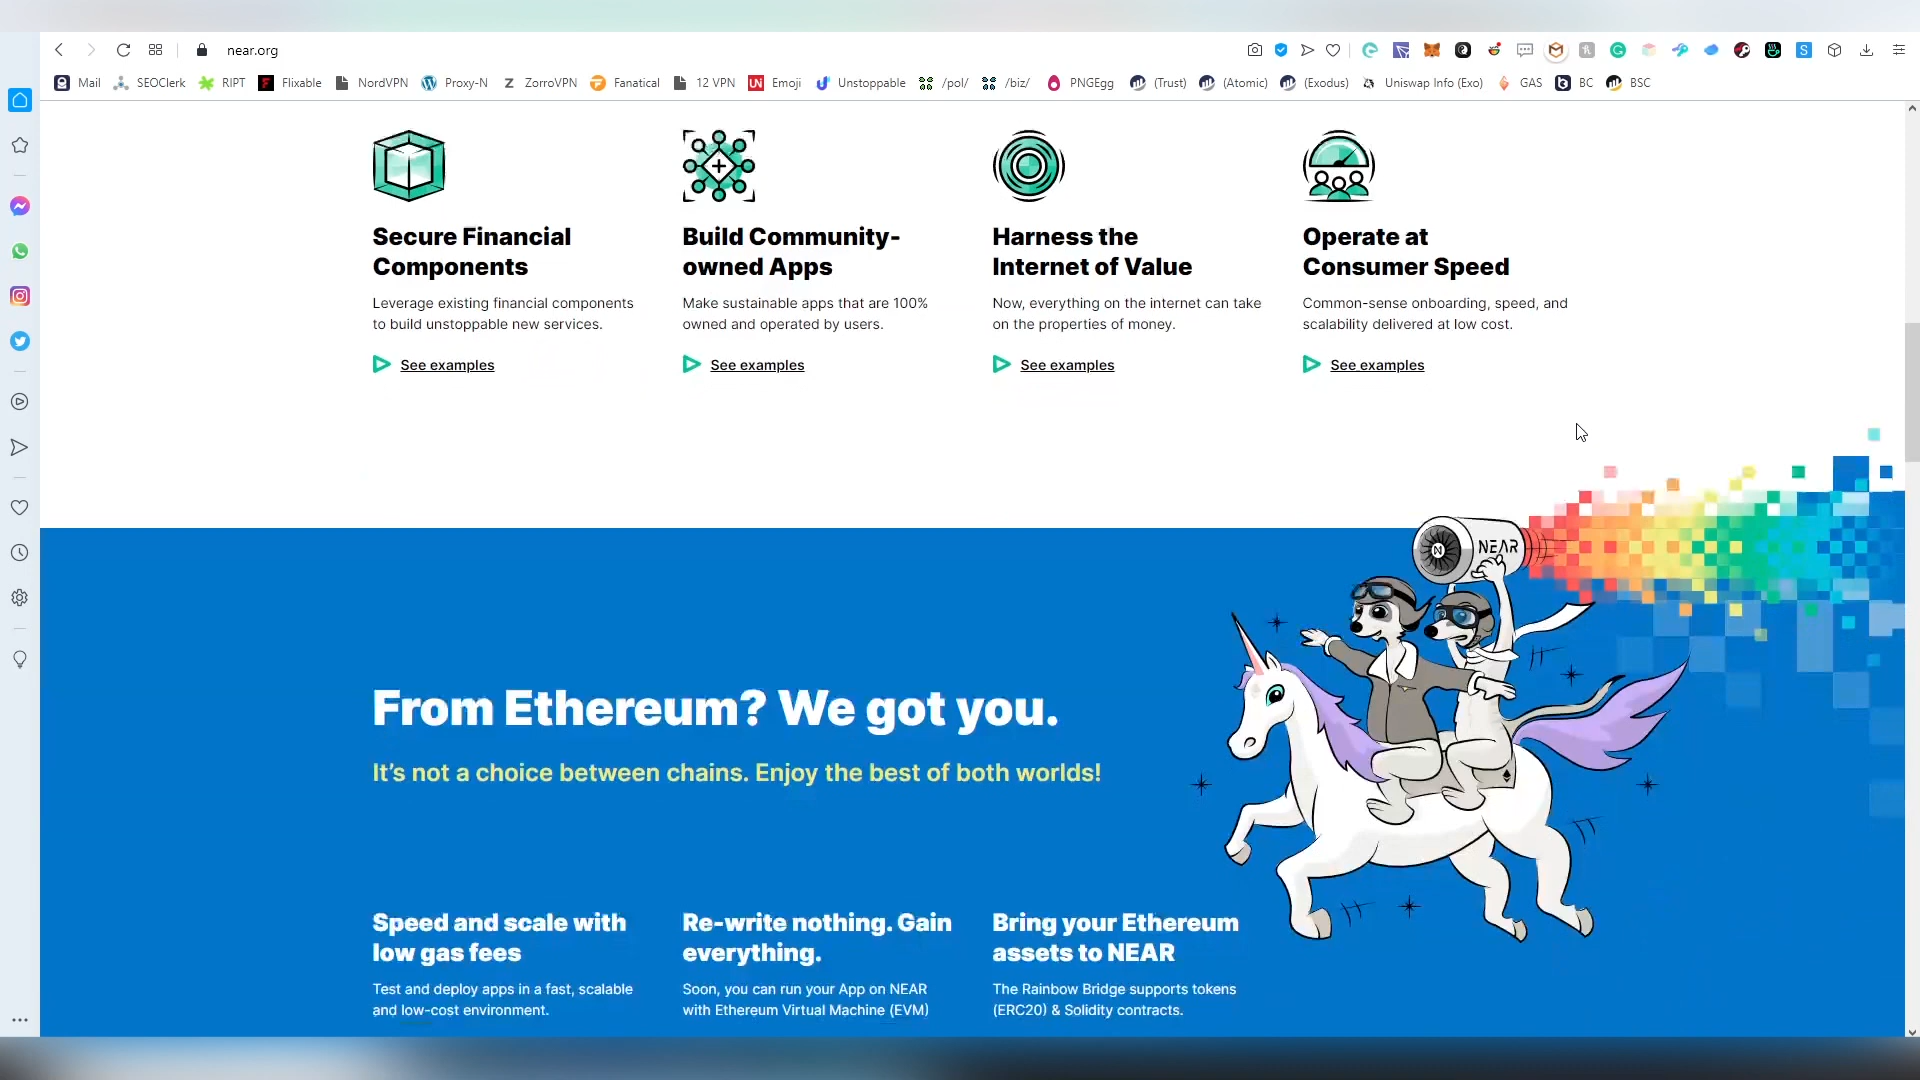 near.org
Mail SEOClerk RIPT Flixable NordVPN Proxy-N ZorroVPN Fanatical 12 VPN Emoji Unstoppable /pol/ /biz/ PNGEgg (Trust) (Atomic) (Exodus) Uniswap Info (Exo) GAS BC BSC
Secure Financial
Components
Leverage existing financial components
to build unstoppable new services.
See examples
Build Community-
owned Apps
Make sustainable apps that are 100%
owned and operated by users.
See examples
Harness the
Internet of Value
Now, everything on the internet can take
on the properties of money.
See examples
Operate at
Consumer Speed
Common-sense onboarding, speed, and
scalability delivered at low cost.
See examples
NEAR
From Ethereum? We got you.
It’s not a choice between chains. Enjoy the best of both worlds!
Speed and scale with
low gas fees
Test and deploy apps in a fast, scalable
and low-cost environment.
Re-write nothing. Gain
everything.
Soon, you can run your App on NEAR
with Ethereum Virtual Machine (EVM)
Bring your Ethereum
assets to NEAR
The Rainbow Bridge supports tokens
(ERC20) & Solidity contracts.